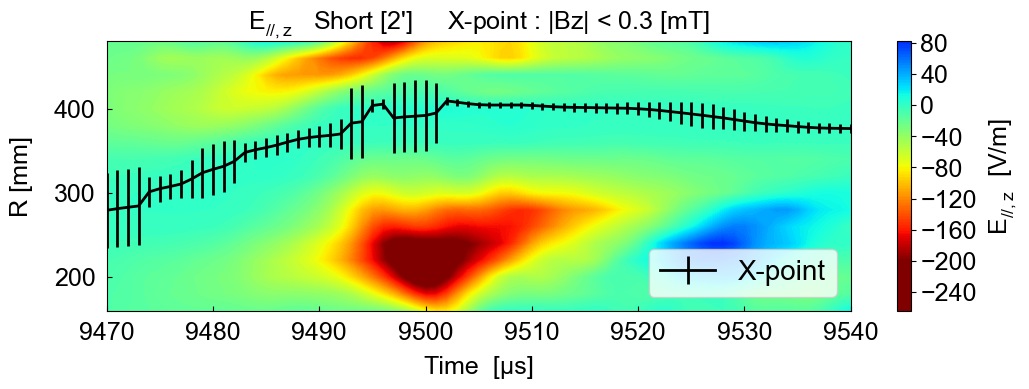 E//, z Short [2'] X-point : |Bz| < 0.3 [mT]
R [mm]
400
300
200
9470 9480 9490 9500 9510 9520 9530 9540
Time [μs]
X-point
80
40
0
−40
−80
−120
−160
−200
−240
E//, z [V/m]